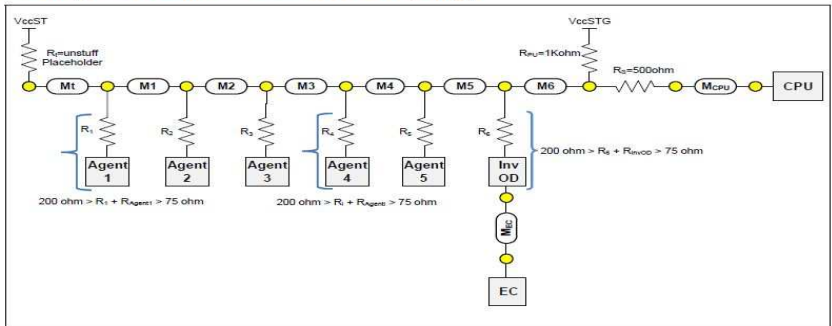 VccST
VccSTG
Rt=unstuff
Placeholder
RPU=1Kohm
RS=500ohm
Mt
M1
M2
M3
M4
M5
M6
MCPU
CPU
R1
R2
R3
R4
R5
R6
Agent
1
Agent
2
Agent
3
Agent
4
Agent
5
Inv
OD
200 ohm > R6 + RInvOD > 75 ohm
200 ohm > R1 + RAgent1 > 75 ohm
200 ohm > Ri + RAgenti > 75 ohm
MEC
EC